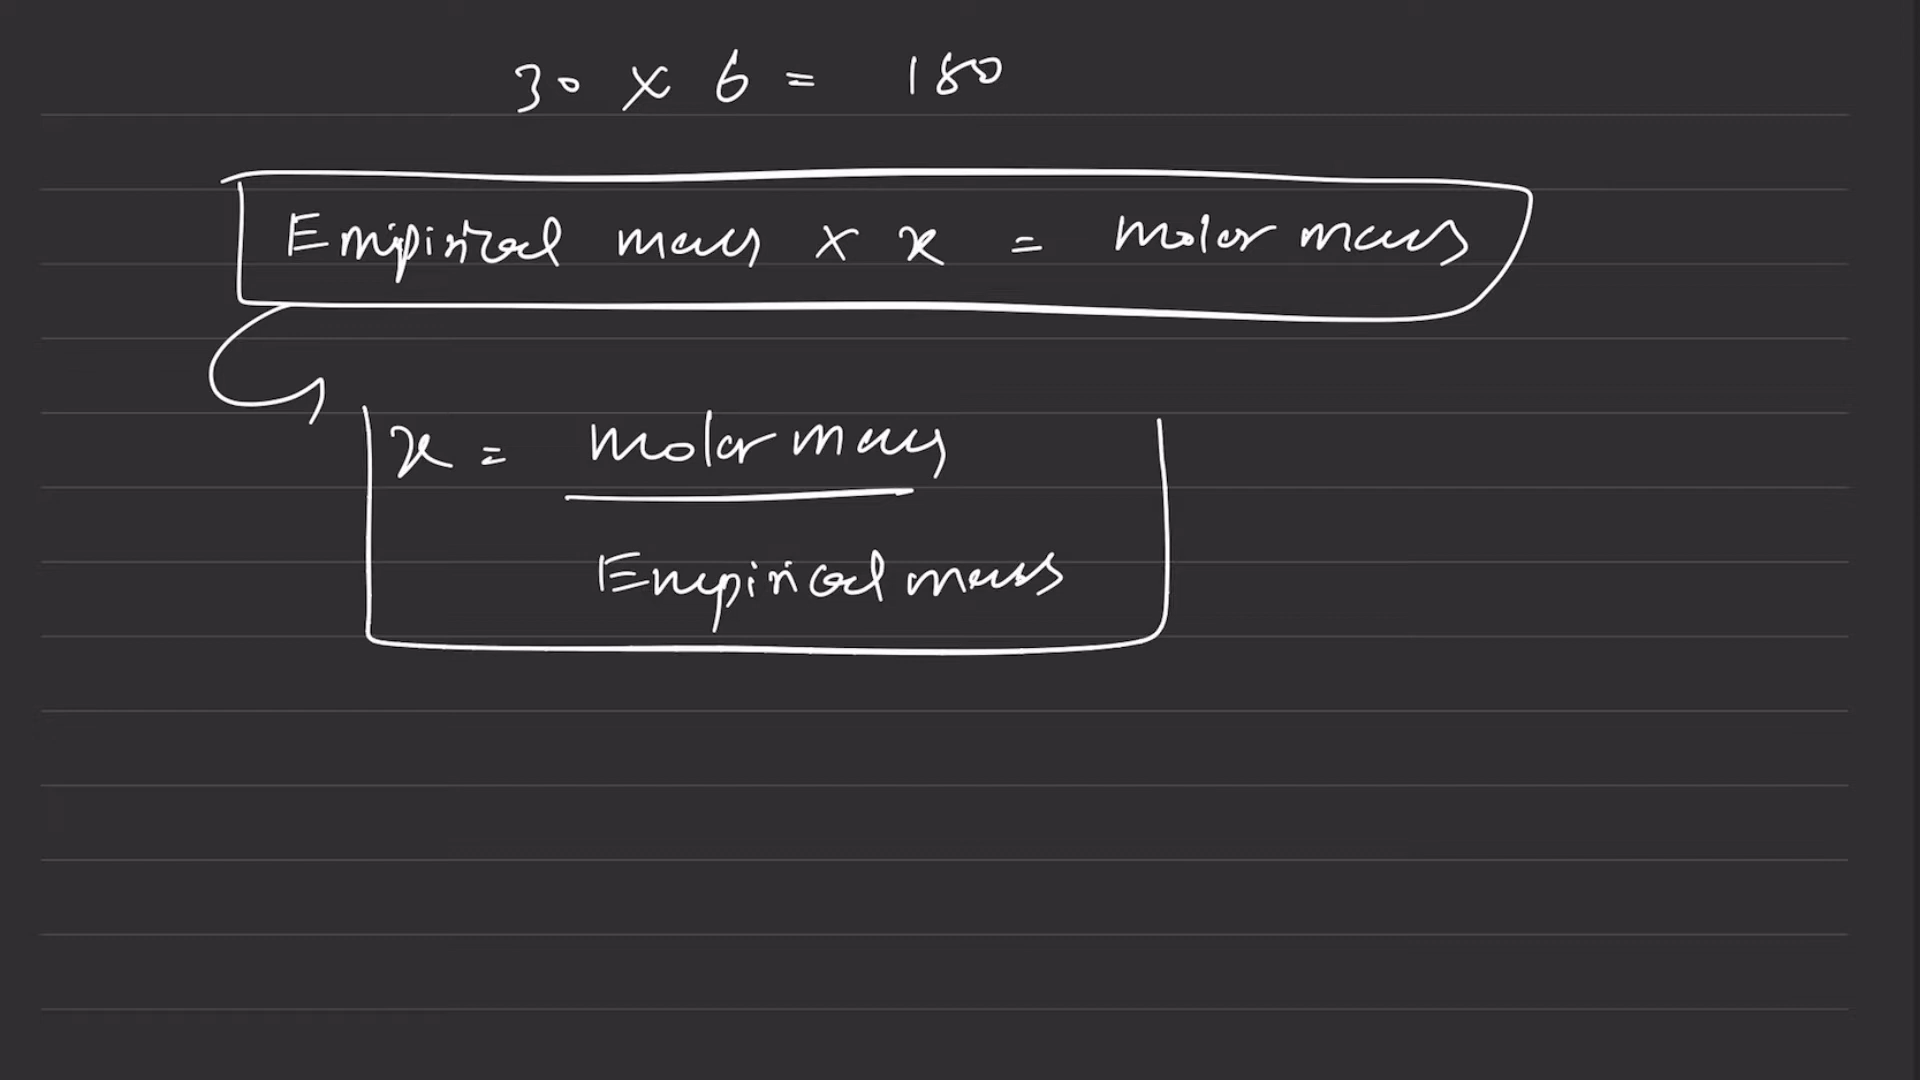 30 × 6 = 180
Empirical mass × x = molar mass
x = molar mass
Empirical mass